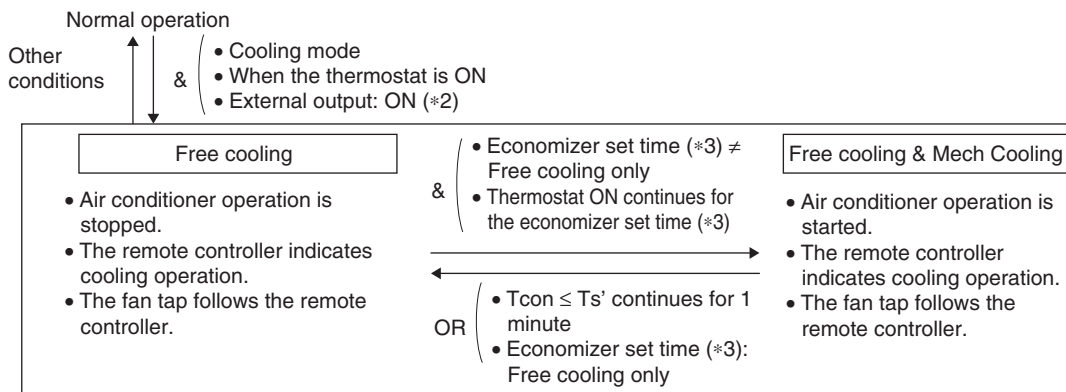 Normal operation
Other
conditions
&
• Cooling mode
• When the thermostat is ON
• External output: ON (*2)
Free cooling
• Air conditioner operation is
stopped.
• The remote controller indicates
cooling operation.
• The fan tap follows the remote
controller.
&
• Economizer set time (*3) ≠
Free cooling only
• Thermostat ON continues for
the economizer set time (*3)
OR
• Tcon ≤ Ts’ continues for 1
minute
• Economizer set time (*3):
Free cooling only
Free cooling & Mech Cooling
• Air conditioner operation is
started.
• The remote controller
indicates cooling operation.
• The fan tap follows the
remote controller.